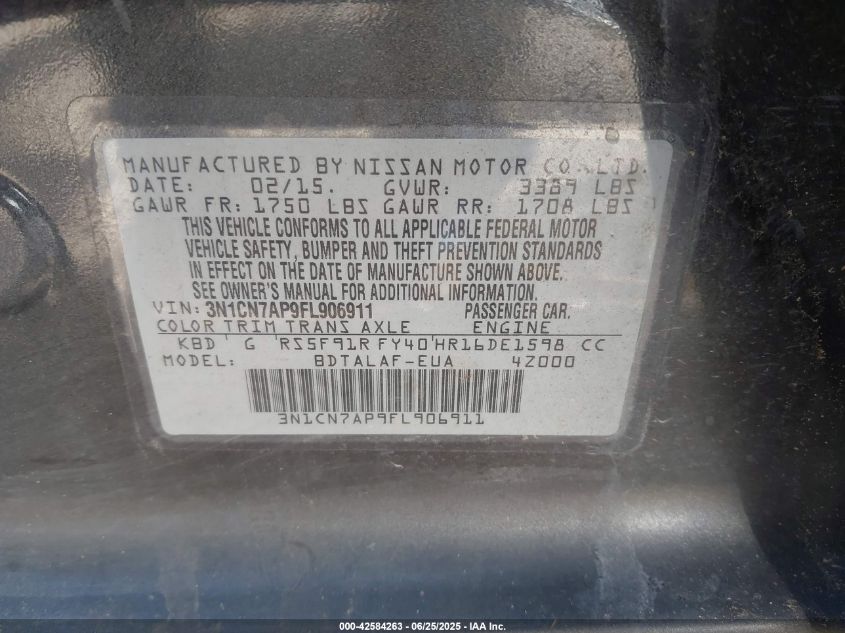 MANUFACTURED BY NISSAN MOTOR CO.,LTD.
DATE: 02/15. GVWR: 3389 LBS
GAWR FR: 1750 LBS GAWR RR: 1708 LBS
THIS VEHICLE CONFORMS TO ALL APPLICABLE FEDERAL MOTOR
VEHICLE SAFETY, BUMPER AND THEFT PREVENTION STANDARDS
IN EFFECT ON THE DATE OF MANUFACTURE SHOWN ABOVE.
SEE OWNER'S MANUAL FOR ADDITIONAL INFORMATION.
VIN: 3N1CN7AP9FL906911 PASSENGER CAR.
COLOR TRIM TRANS AXLE ENGINE
KBD ' G 'RS5F91R FY40'HR16DE1598 CC
MODEL: BDTALAF-EUA 4Z000
3N1CN7AP9FL906911
000-42584263 - 06/25/2025 - IAA Inc.